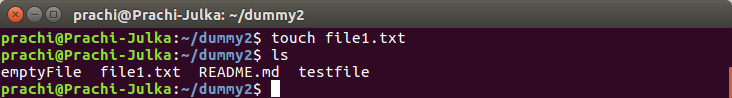 prachi@Prachi-Julka: ~/dummy2
prachi@Prachi-Julka:~/dummy2$ touch file1.txt
prachi@Prachi-Julka:~/dummy2$ ls
emptyFile  file1.txt  README.md  testfile
prachi@Prachi-Julka:~/dummy2$